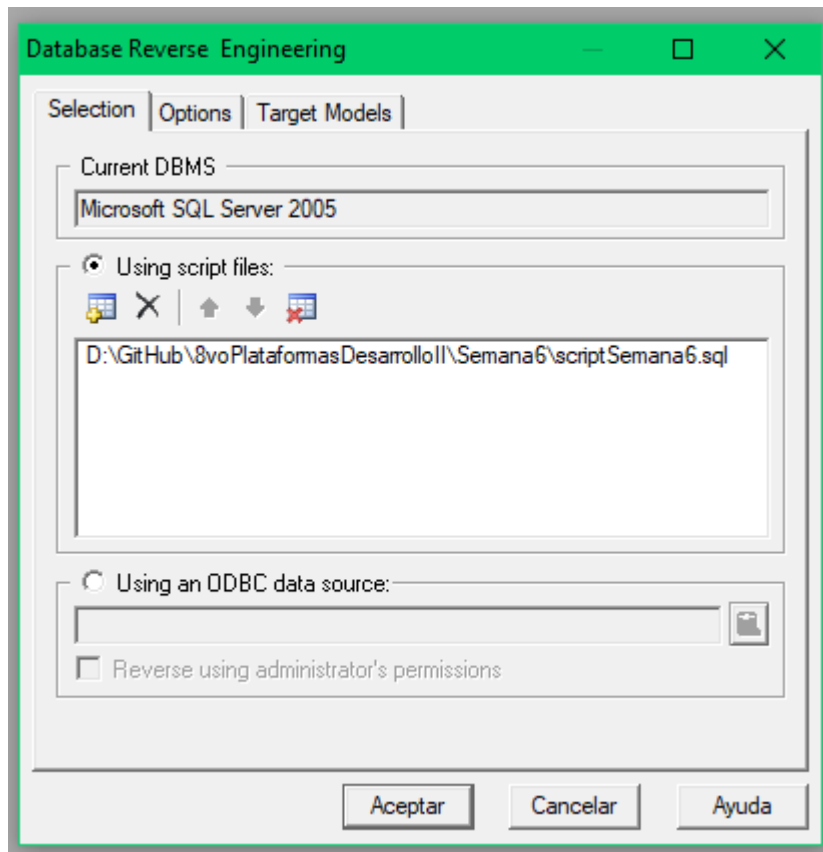 Database Reverse  Engineering
Selection Options Target Models
Current DBMS
Microsoft SQL Server 2005
Using script files:
D:\GitHub\8voPlataformasDesarrolloII\Semana6\scriptSemana6.sql
Using an ODBC data source:
Reverse using administrator's permissions
Aceptar Cancelar Ayuda